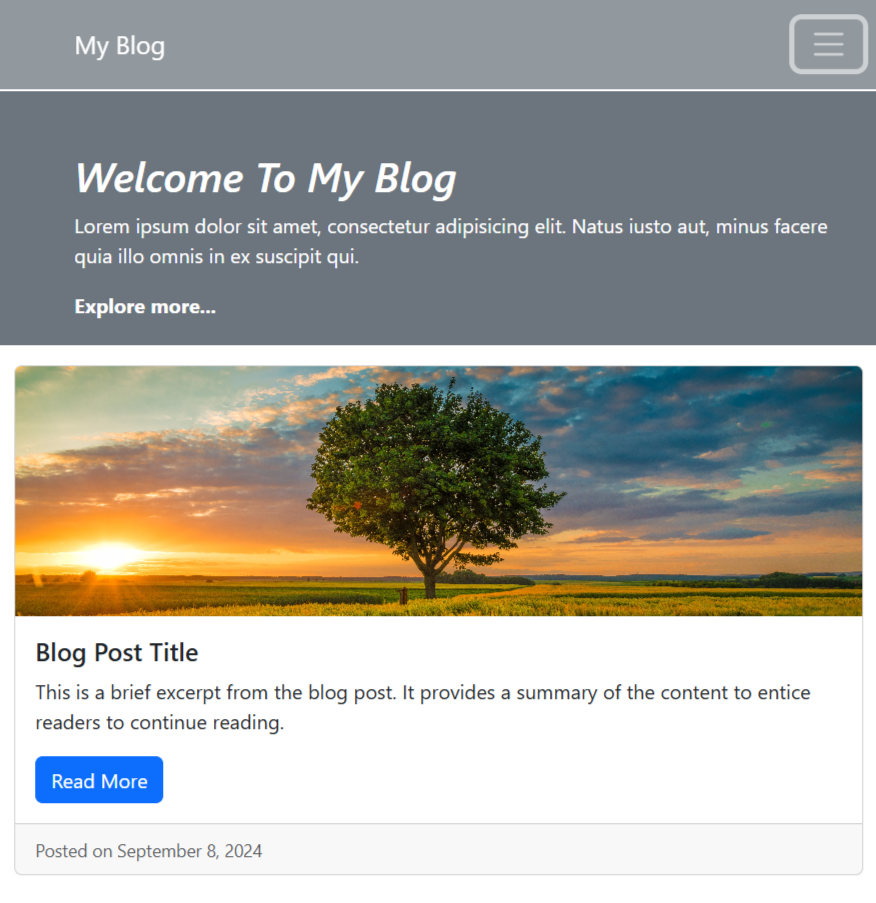 My Blog
Welcome To My Blog
Lorem ipsum dolor sit amet, consectetur adipisicing elit. Natus iusto aut, minus facere
quia illo omnis in ex suscipit qui.
Explore more...
Blog Post Title
This is a brief excerpt from the blog post. It provides a summary of the content to entice
readers to continue reading.
Read More
Posted on September 8, 2024